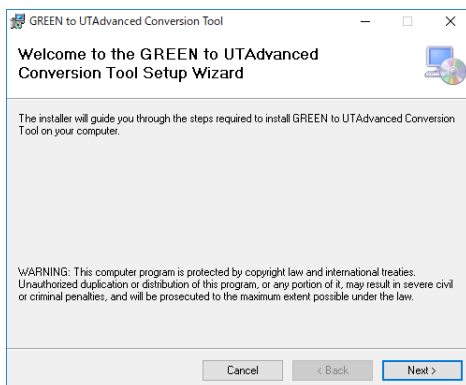 GREEN to UTAdvanced Conversion Tool
Welcome to the GREEN to UTAdvanced
Conversion Tool Setup Wizard
The installer will guide you through the steps required to install GREEN to UTAdvanced Conversion
Tool on your computer.
WARNING: This computer program is protected by copyright law and international treaties.
Unauthorized duplication or distribution of this program, or any portion of it, may result in severe civil
or criminal penalties, and will be prosecuted to the maximum extent possible under the law.
Cancel
< Back
Next >